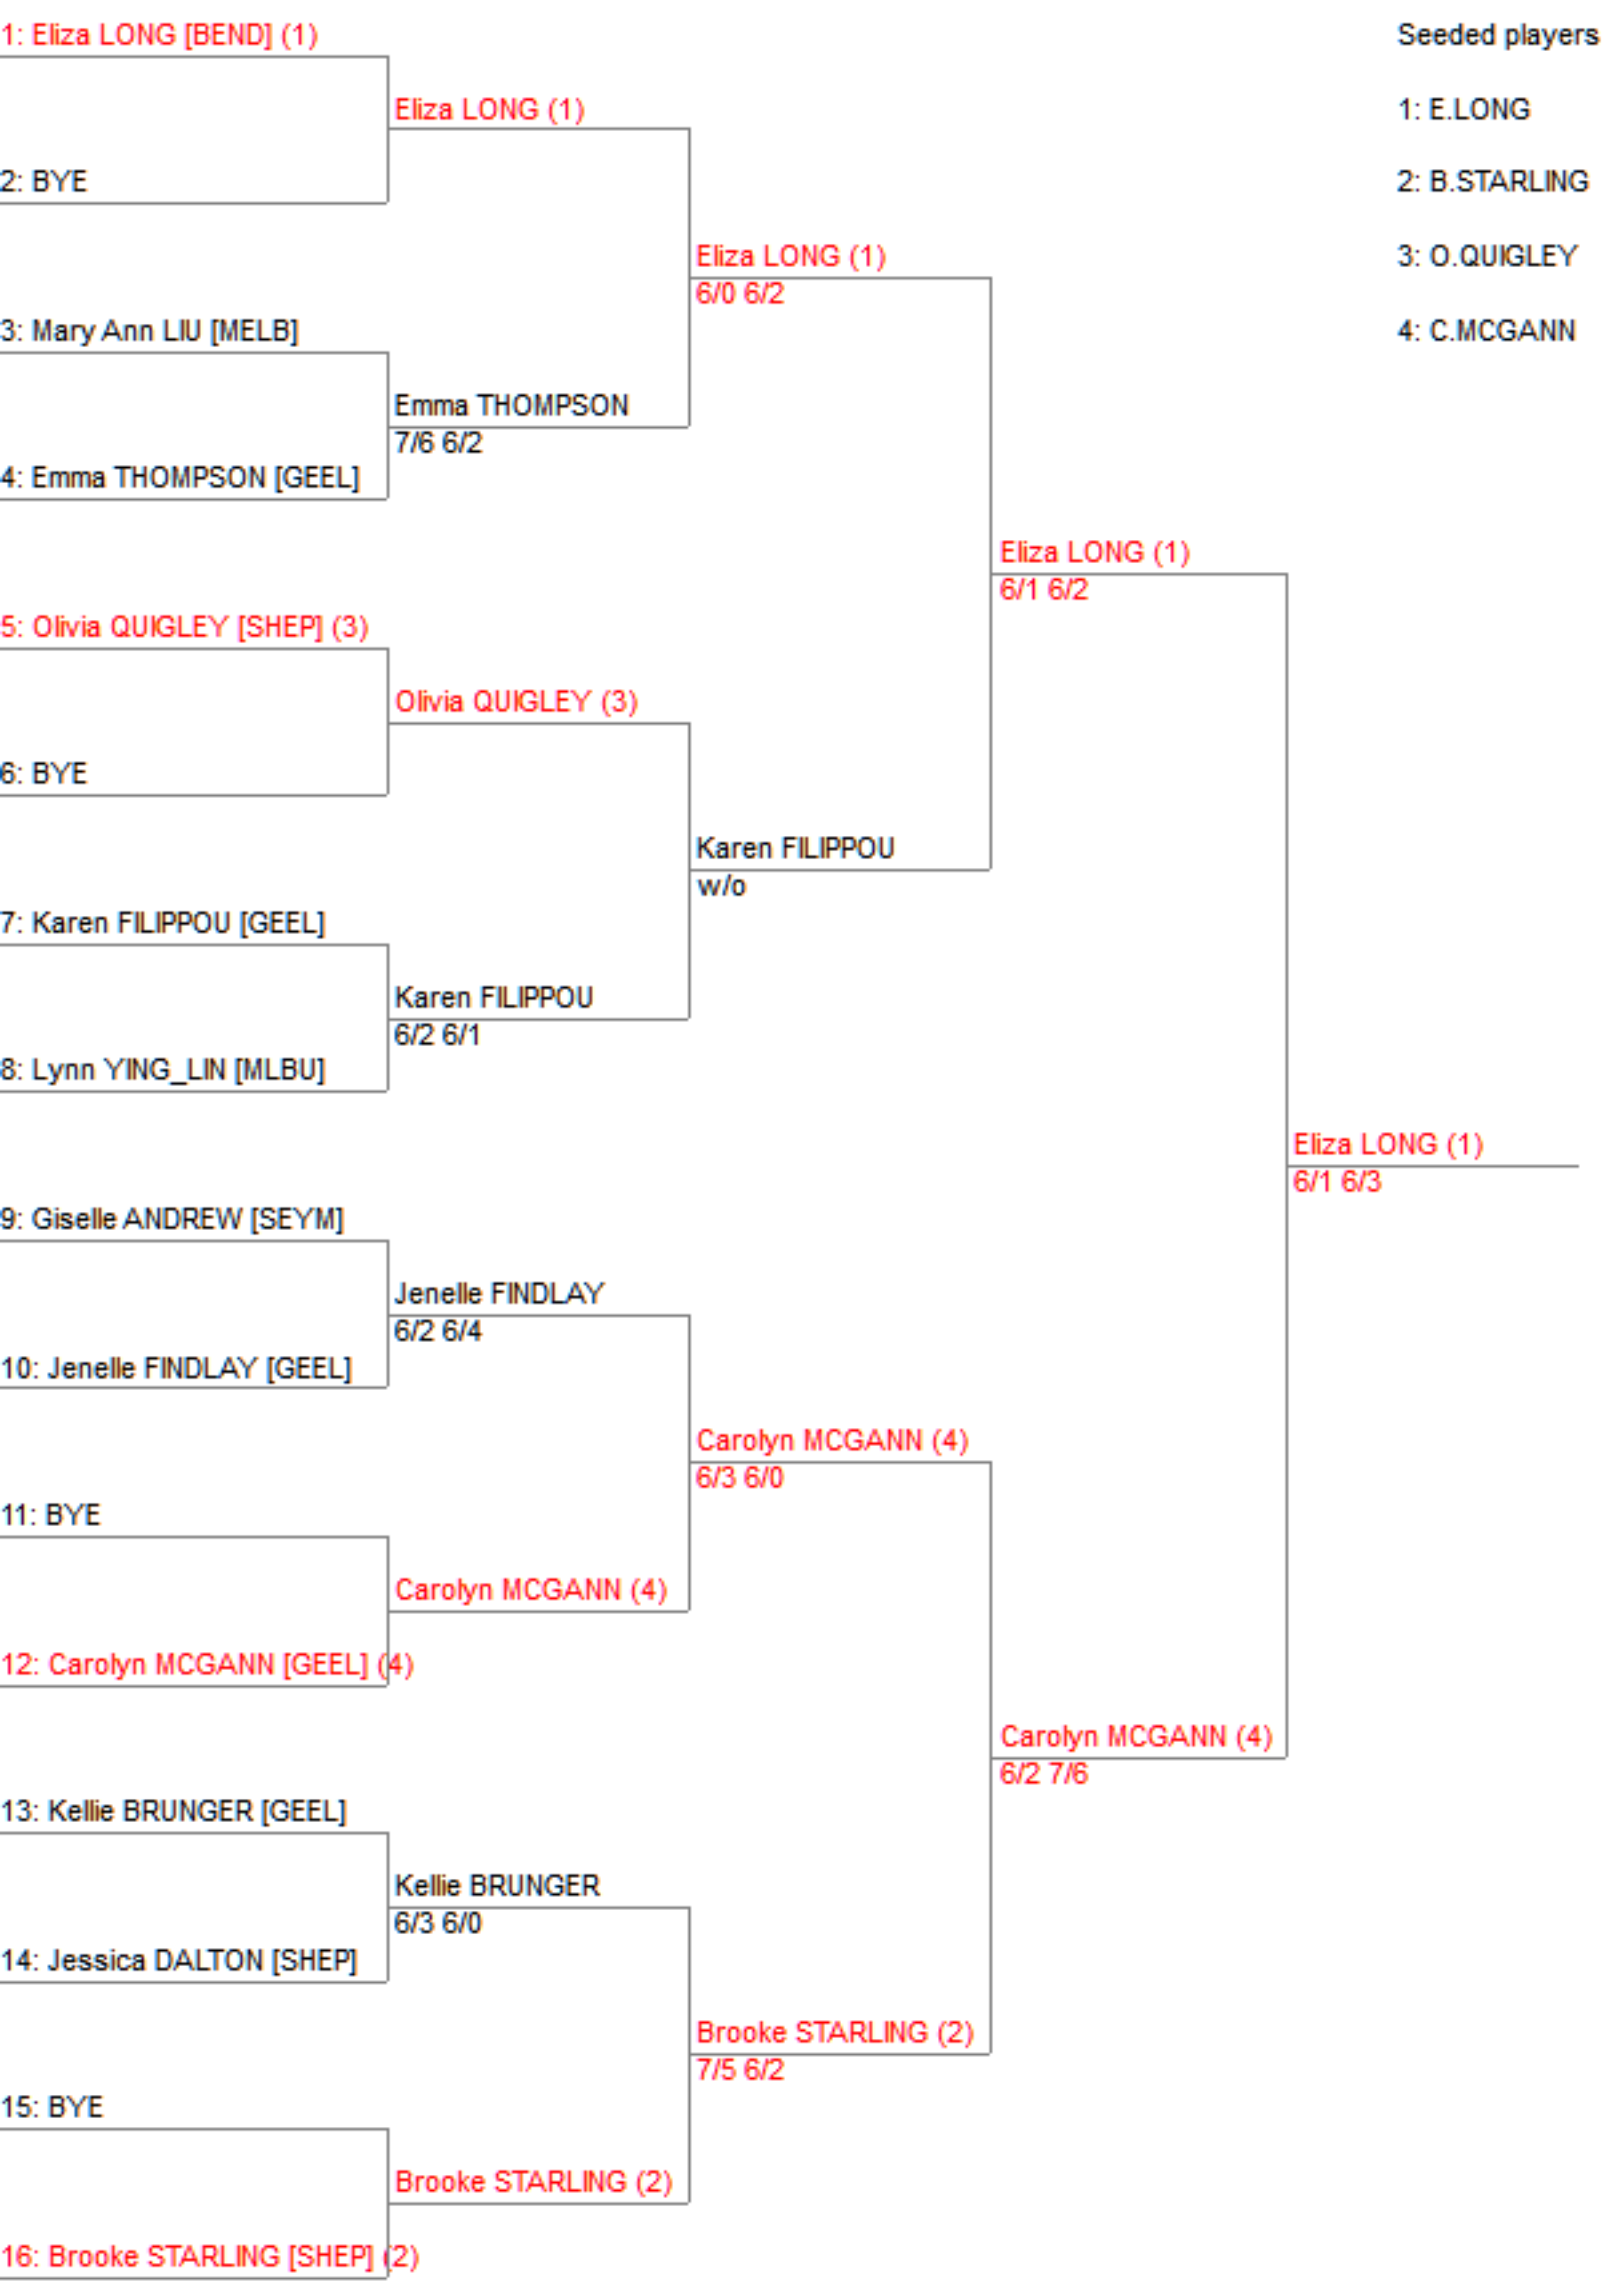 1: Eliza LONG [BEND] (1)
Seeded players
Eliza LONG (1)
1: E.LONG
2: BYE
2: B.STARLING
Eliza LONG (1)
3: O.QUIGLEY
6/0 6/2
3: Mary Ann LIU [MELB]
4: C.MCGANN
Emma THOMPSON
7/6 6/2
4: Emma THOMPSON [GEEL]
Eliza LONG (1)
6/1 6/2
5: Olivia QUIGLEY [SHEP] (3)
Olivia QUIGLEY (3)
6: BYE
Karen FILIPPOU
w/o
7: Karen FILIPPOU [GEEL]
Karen FILIPPOU
6/2 6/1
8: Lynn YING_LIN [MLBU]
Eliza LONG (1)
6/1 6/3
9: Giselle ANDREW [SEYM]
Jenelle FINDLAY
6/2 6/4
10: Jenelle FINDLAY [GEEL]
Carolyn MCGANN (4)
6/3 6/0
11: BYE
Carolyn MCGANN (4)
12: Carolyn MCGANN [GEEL] (4)
Carolyn MCGANN (4)
6/2 7/6
13: Kellie BRUNGER [GEEL]
Kellie BRUNGER
6/3 6/0
14: Jessica DALTON [SHEP]
Brooke STARLING (2)
7/5 6/2
15: BYE
Brooke STARLING (2)
16: Brooke STARLING [SHEP] (2)